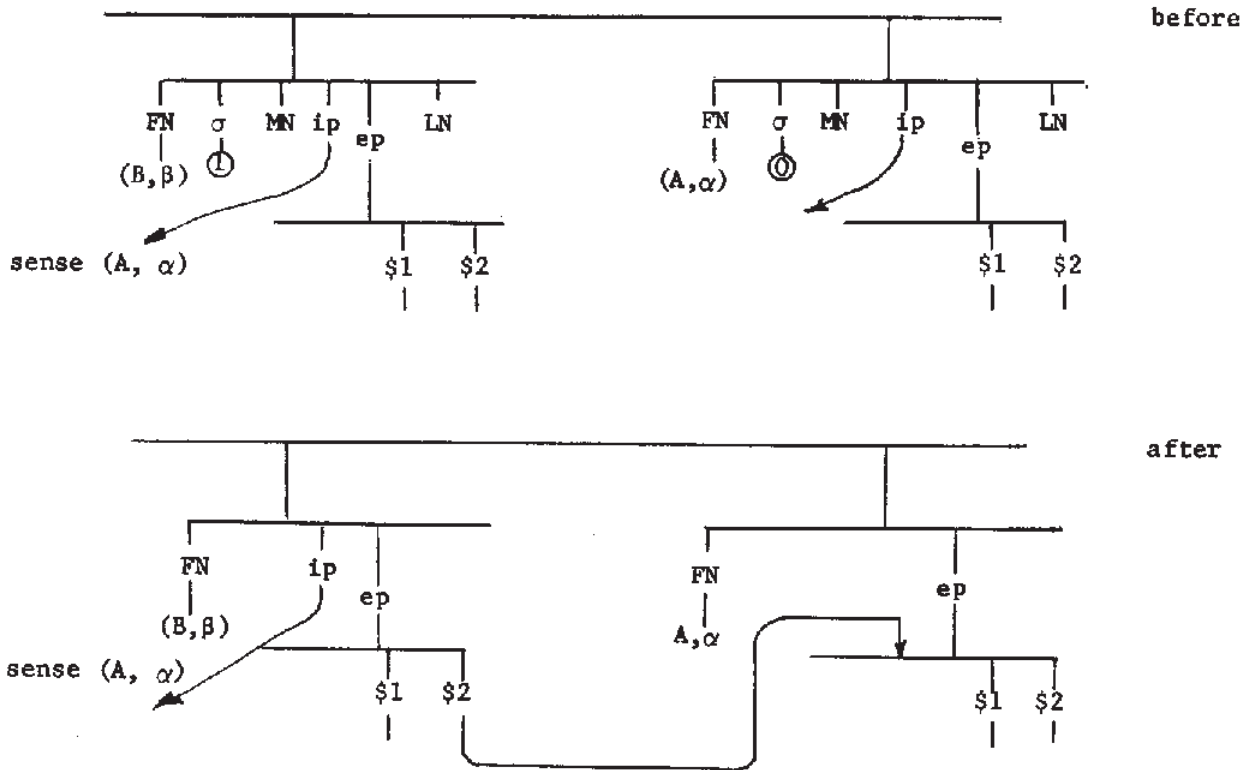 before
FN σ MN ip ep LN
(B,β) 1
sense (A, α)
$1 $2
FN σ MN ip ep LN
(A,α) 0
$1 $2
after
FN ip ep
(B,β)
sense (A, α)
$1 $2
FN ep
A,α
$1 $2